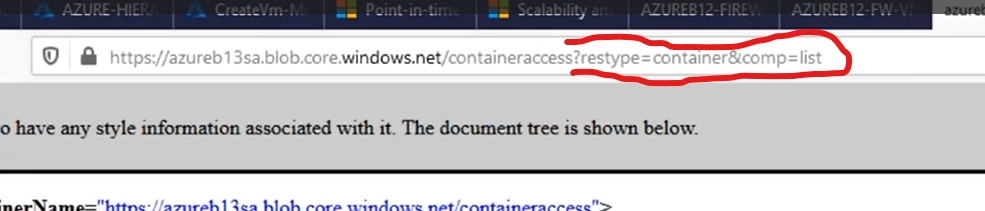 AZURE-HIERA
CreateVm-M
Point-in-time
Scalability an
AZUREB12-FIREW
AZUREB12-FW-V
azureb
https://azureb13sa.blob.core.windows.net/containeraccess?restype=container&comp=list
o have any style information associated with it. The document tree is shown below.
inerName="https://azureb13sa.blob.core.windows.net/containeraccess">